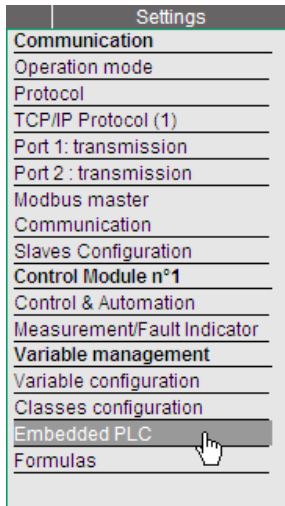 Settings
Communication
Operation mode
Protocol
TCP/IP Protocol (1)
Port 1: transmission
Port 2 : transmission
Modbus master
Communication
Slaves Configuration
Control Module n°1
Control & Automation
Measurement/Fault Indicator
Variable management
Variable configuration
Classes configuration
Embedded PLC
Formulas